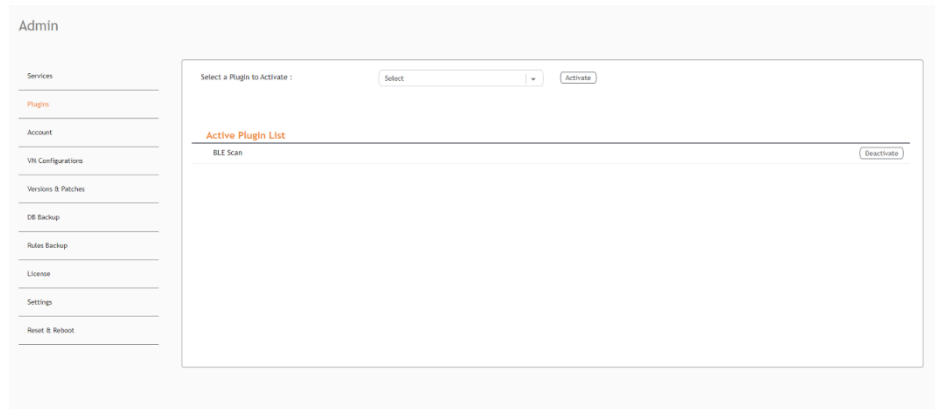 Admin
Services
Plugins
Account
VN Configurations
Versions & Patches
DB Backup
Rules Backup
License
Settings
Reset & Reboot
Select a Plugin to Activate :
Select
Activate
Active Plugin List
BLE Scan
Deactivate